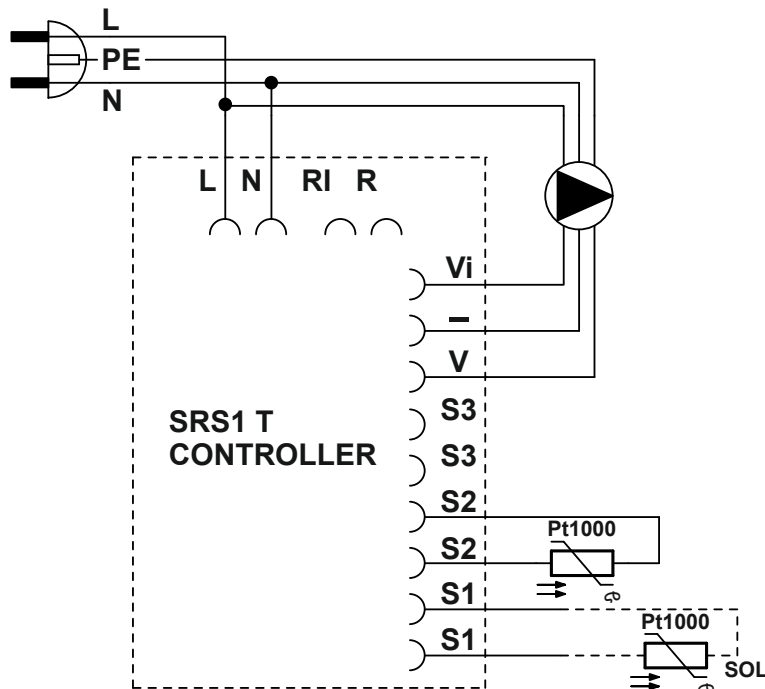 L
PE
N
L N RI R
Vi
–
V
S3
SRS1 T
CONTROLLER
S3
S2
Pt1000
S2
S1
Pt1000
S1
SOL